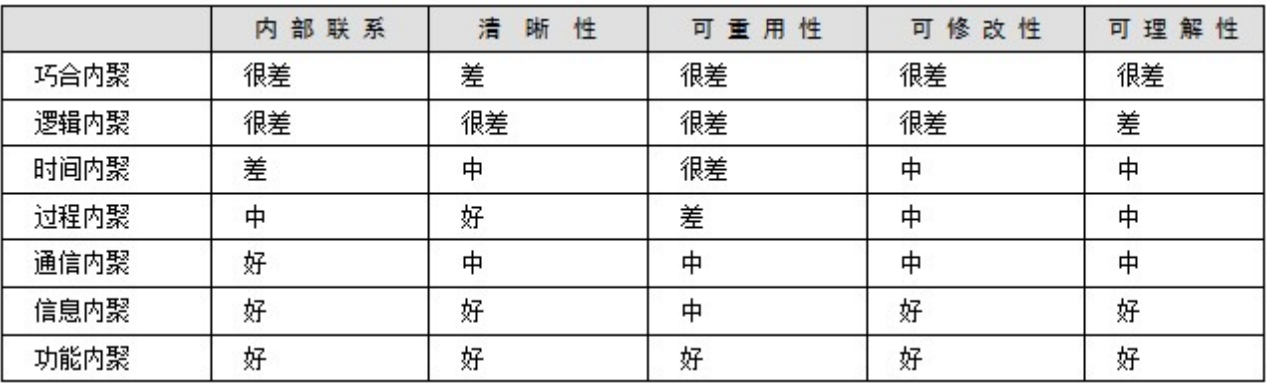 内部联系 清晰性 可重用性 可修改性 可理解性
巧合内聚 很差 差 很差 很差 很差
逻辑内聚 很差 很差 很差 很差 差
时间内聚 差 中 很差 中 中
过程内聚 中 好 差 中 中
通信内聚 好 中 中 中 中
信息内聚 好 好 中 好 好
功能内聚 好 好 好 好 好